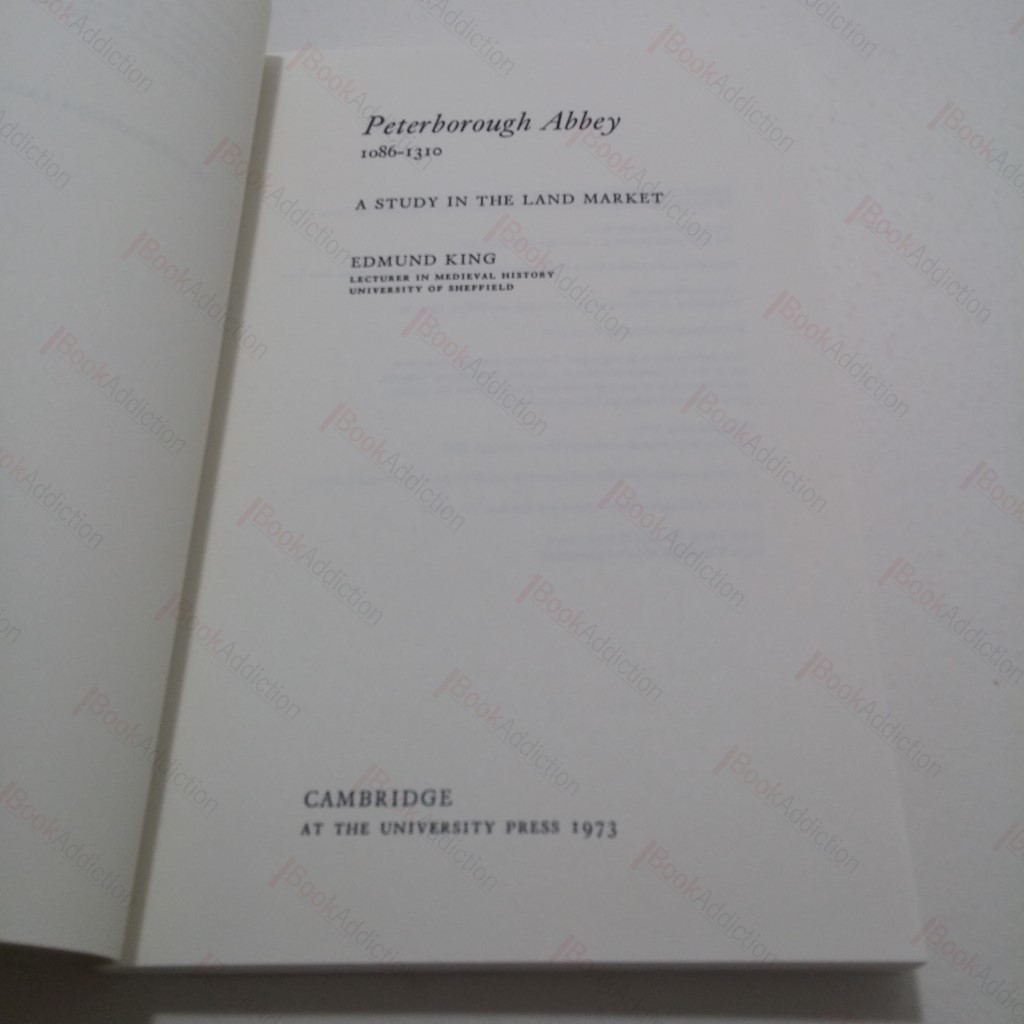 Peterborough Abbey
1086–1310
A STUDY IN THE LAND MARKET
EDMUND KING
LECTURER IN MEDIEVAL HISTORY
UNIVERSITY OF SHEFFIELD
CAMBRIDGE
AT THE UNIVERSITY PRESS 1973
BookAddiction